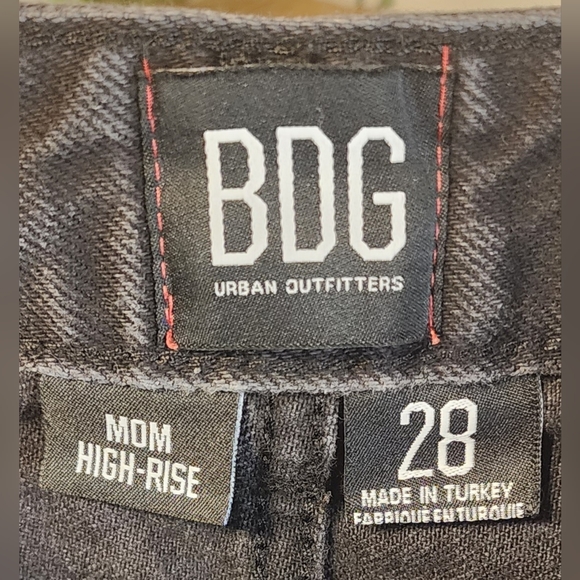 BDG
URBAN OUTFITTERS
MOM
HIGH-RISE
28
MADE IN TURKEY
FABRIQUE EN TURQUIE